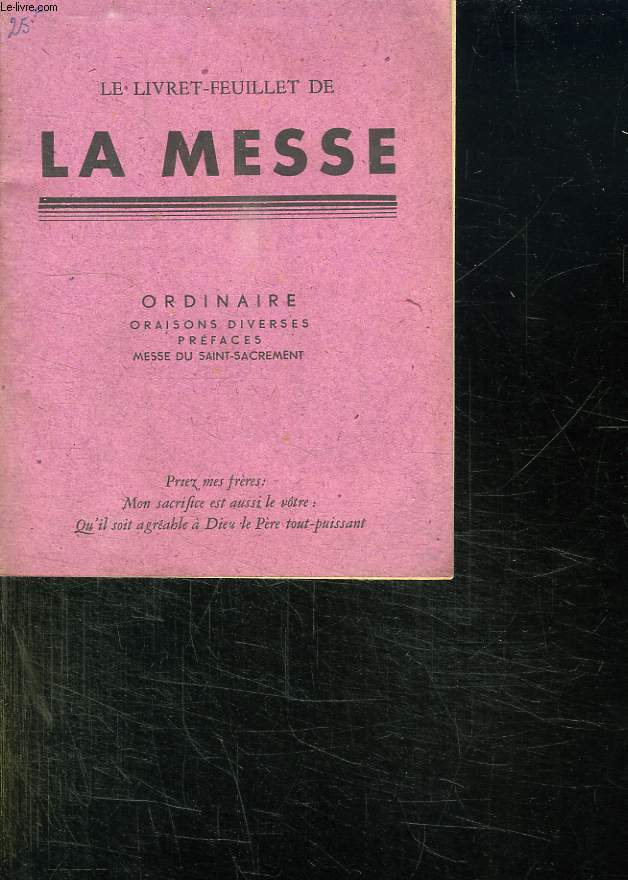 Le-livre.com
25
LE LIVRET-FEUILLET DE
LA MESSE
ORDINAIRE
ORAISONS DIVERSES
PRÉFACES
MESSE DU SAINT-SACREMENT
Priez mes frères:
Mon sacrifice est aussi le vôtre :
Qu'il soit agréable à Dieu le Père tout-puissant